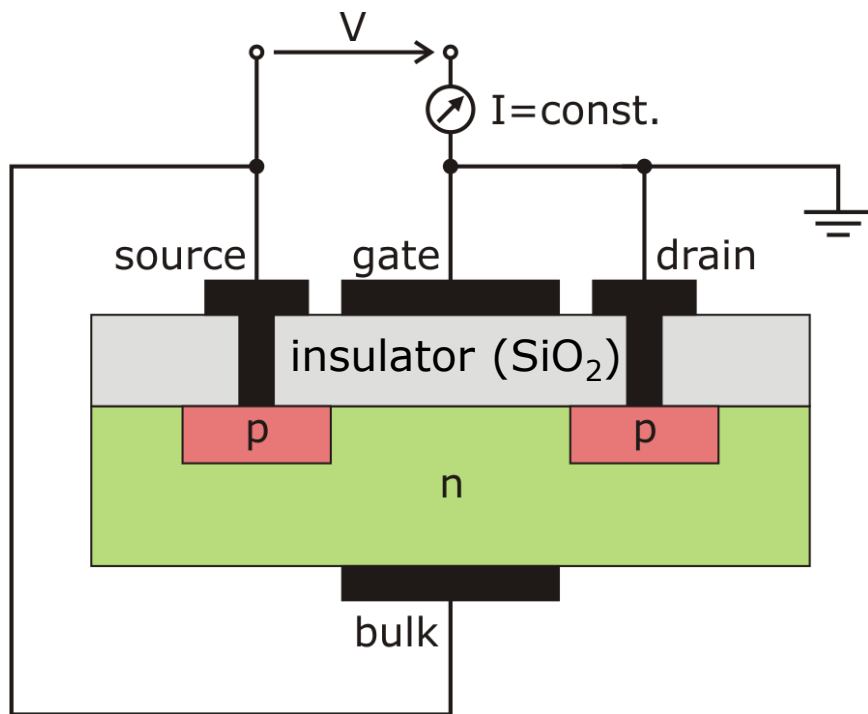 V
I=const.
source
gate
drain
insulator (SiO₂)
p
p
n
bulk